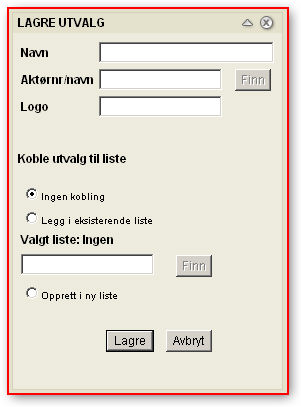 LAGRE UTVALG
Navn
Aktørnr/navn Finn
Logo
Koble utvalg til liste
Ingen kobling
Legg i eksisterende liste
Valgt liste: Ingen
Finn
Opprett i ny liste
Lagre Avbryt